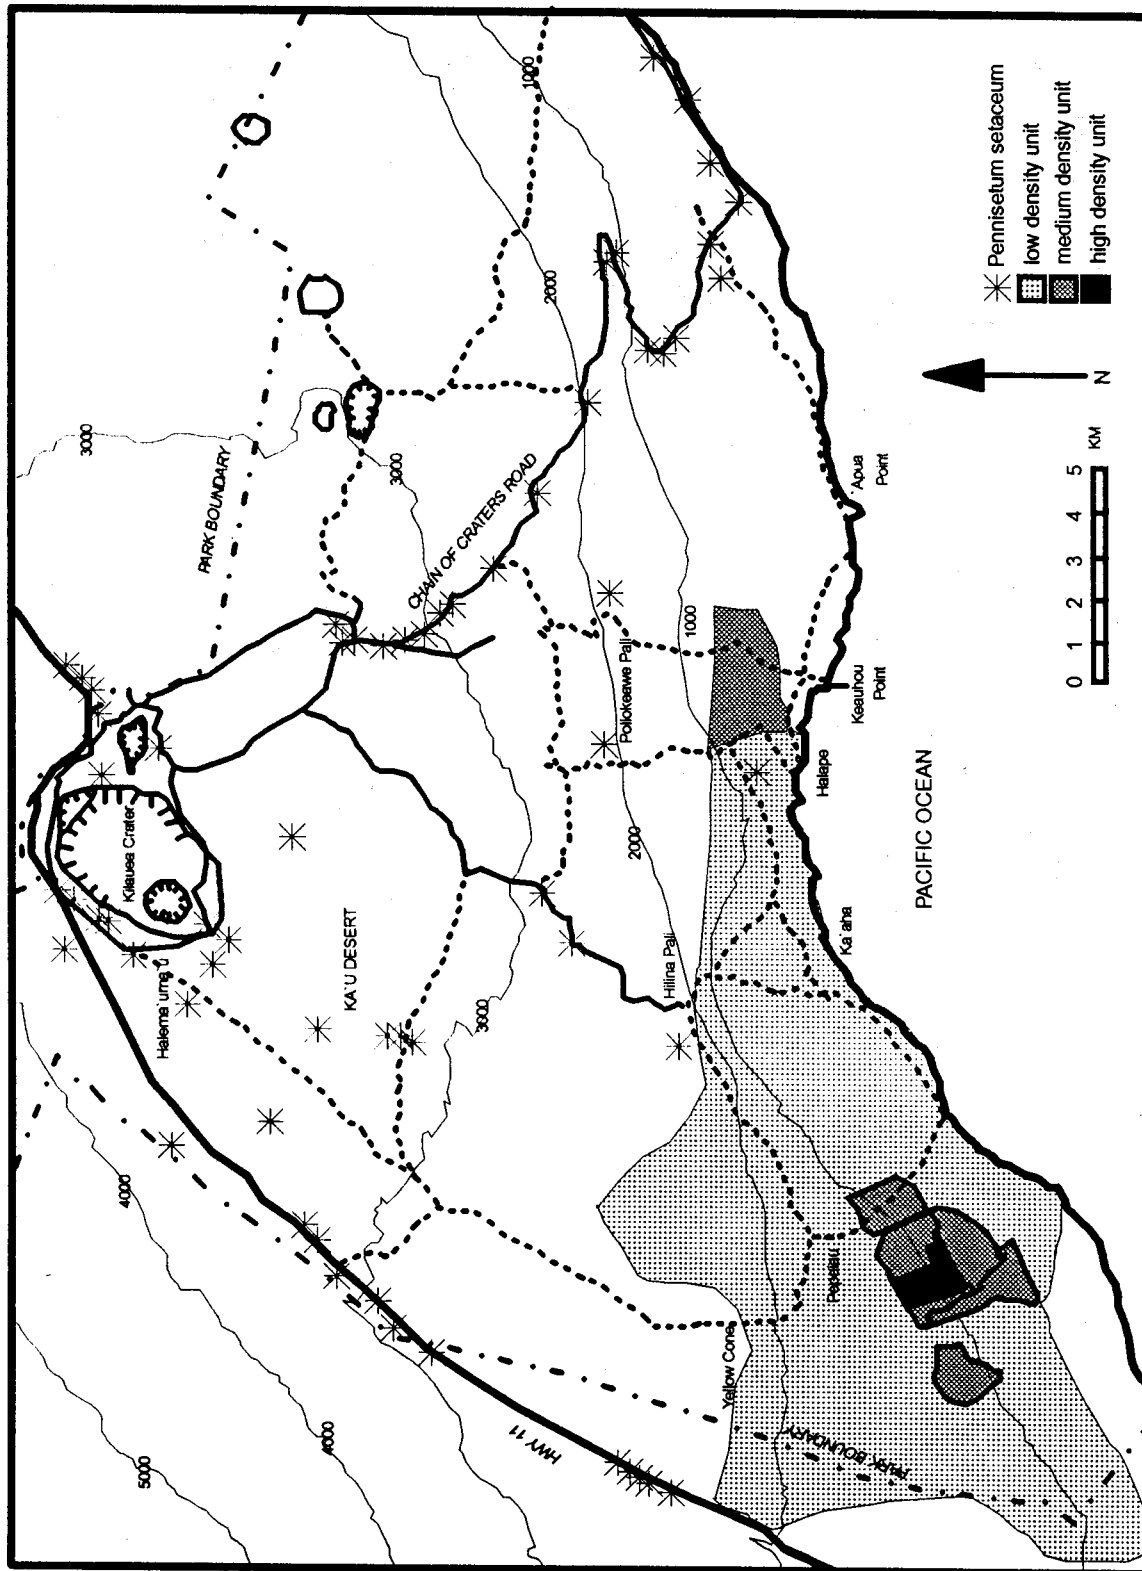 5000
4000
4000
HWY 11
PARK BOUNDARY
Yellow Cone
Pepeiau
3000
KA`U DESERT
Halema`uma`u
Kilauea Crater
Hilina Pali
2000
Poliokeawe Pali
1000
CHAIN OF CRATERS ROAD
PARK BOUNDARY
3000
3000
2000
1000
Ka`aha
Halape
Keauhou
Point
`Apua
Point
PACIFIC OCEAN
0 1 2 3 4 5 KM
N
Pennisetum setaceum
low density unit
medium density unit
high density unit